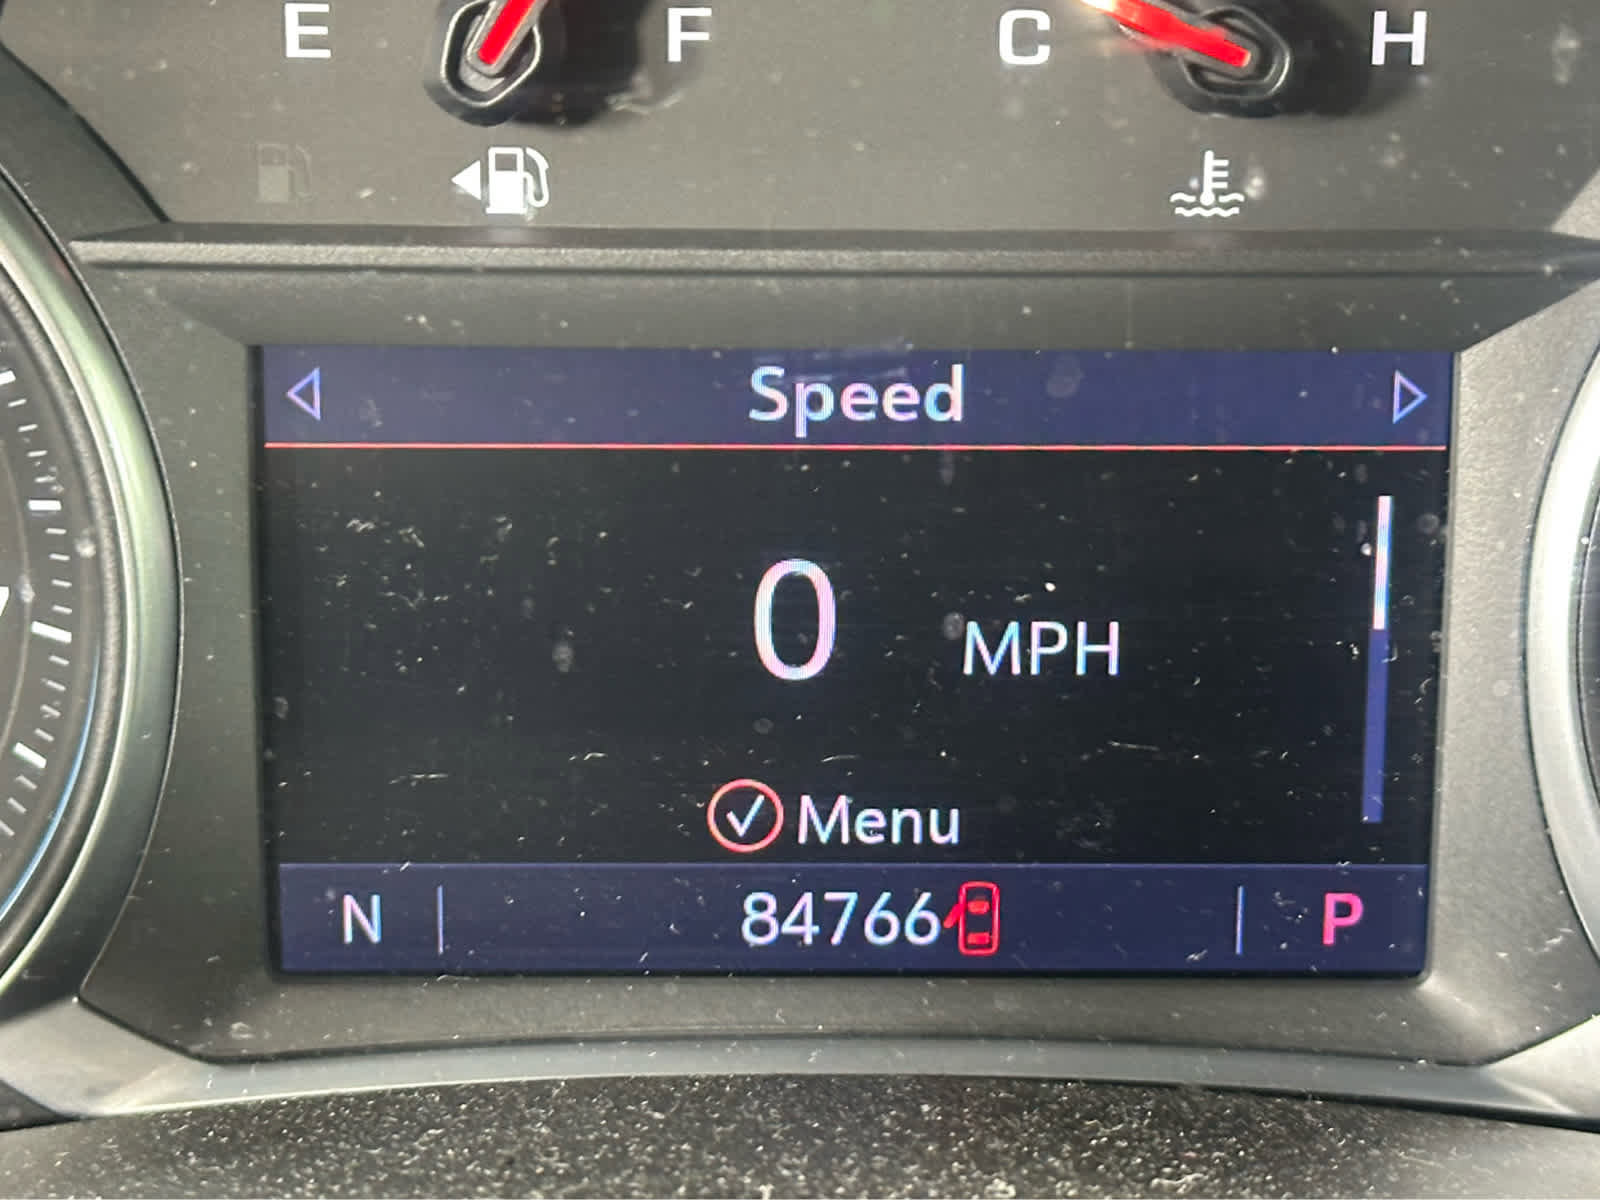 E F C H
Speed
0 MPH
Menu
N 84766 P